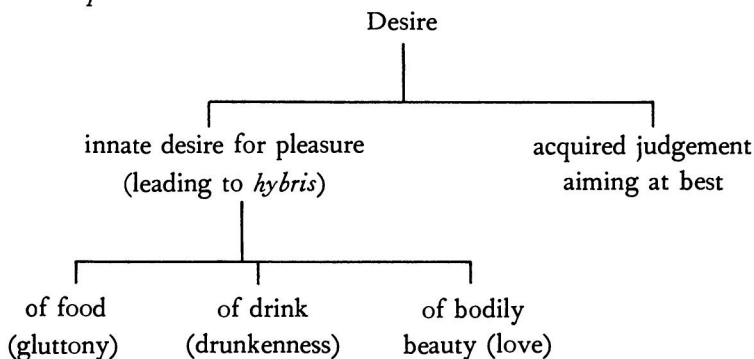 Desire
innate desire for pleasure
(leading to hybris)
acquired judgement
aiming at best
of food
(gluttony)
of drink
(drunkenness)
of bodily
beauty (love)